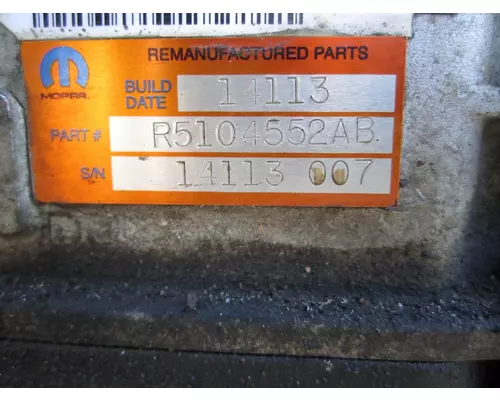 REMANUFACTURED PARTS
MOPAR
BUILD DATE 14113
PART # R5104552AB
S/N 14113 007